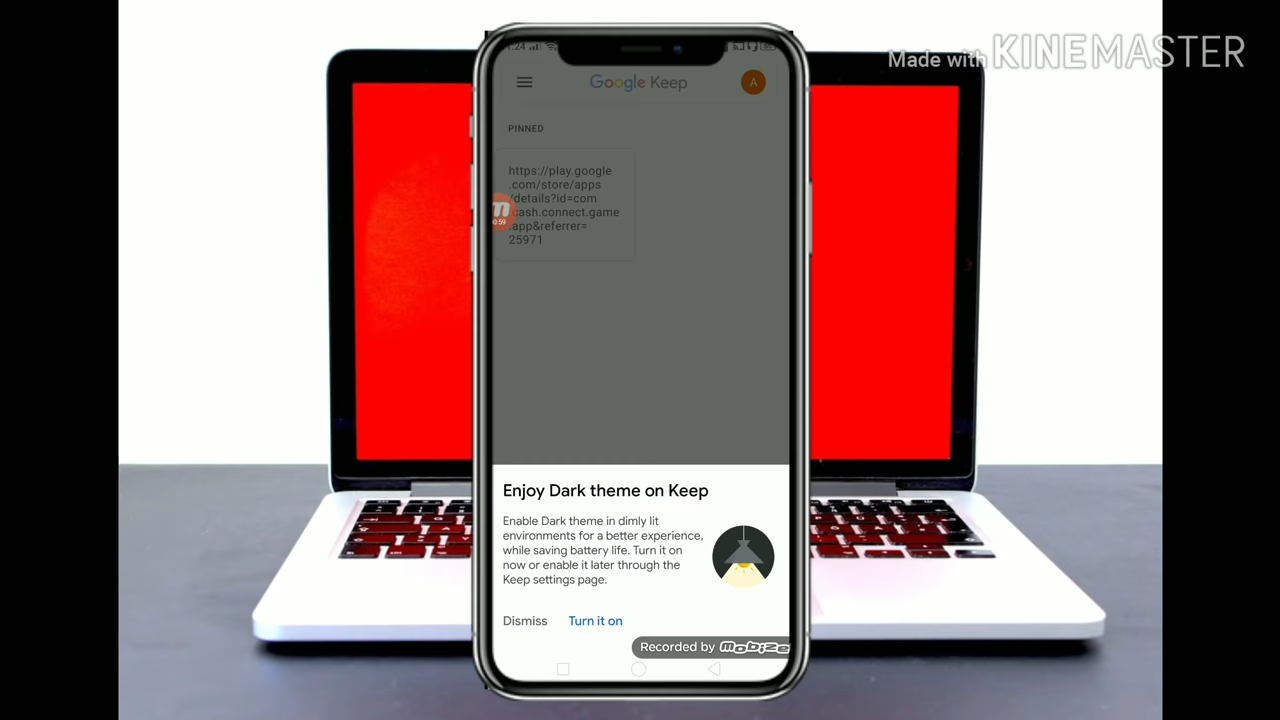 Made with KINEMASTER
Google Keep
A
PINNED
https://play.google
.com/store/apps
/details?id=com
cash.connect.game
.app&referrer=
25971
Enjoy Dark theme on Keep
Enable Dark theme in dimly lit
environments for a better experience,
while saving battery life. Turn it on
now or enable it later through the
Keep settings page.
Dismiss
Turn it on
Recorded by